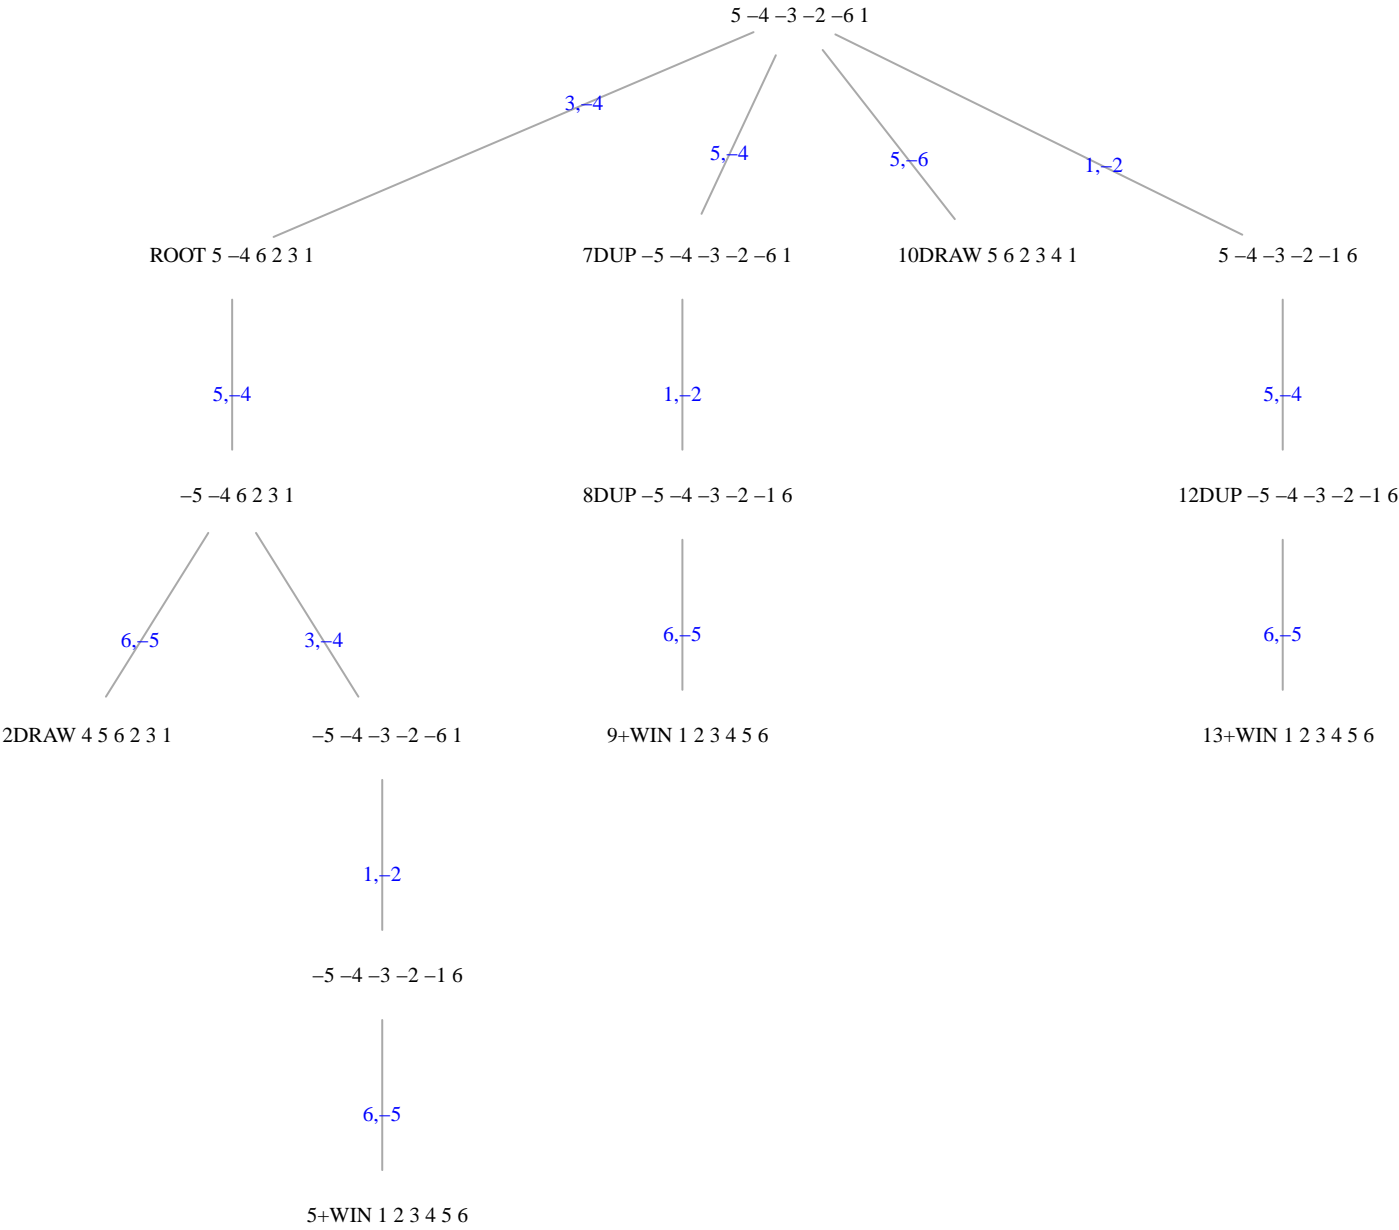 5 –4 –3 –2 –6 1
3,–4
5,–4
5,–6
1,–2
ROOT 5 –4 6 2 3 1
7DUP –5 –4 –3 –2 –6 1
10DRAW 5 6 2 3 4 1
5 –4 –3 –2 –1 6
5,–4
1,–2
5,–4
–5 –4 6 2 3 1
8DUP –5 –4 –3 –2 –1 6
12DUP –5 –4 –3 –2 –1 6
6,–5
3,–4
6,–5
6,–5
2DRAW 4 5 6 2 3 1
–5 –4 –3 –2 –6 1
9+WIN 1 2 3 4 5 6
13+WIN 1 2 3 4 5 6
1,–2
–5 –4 –3 –2 –1 6
6,–5
5+WIN 1 2 3 4 5 6